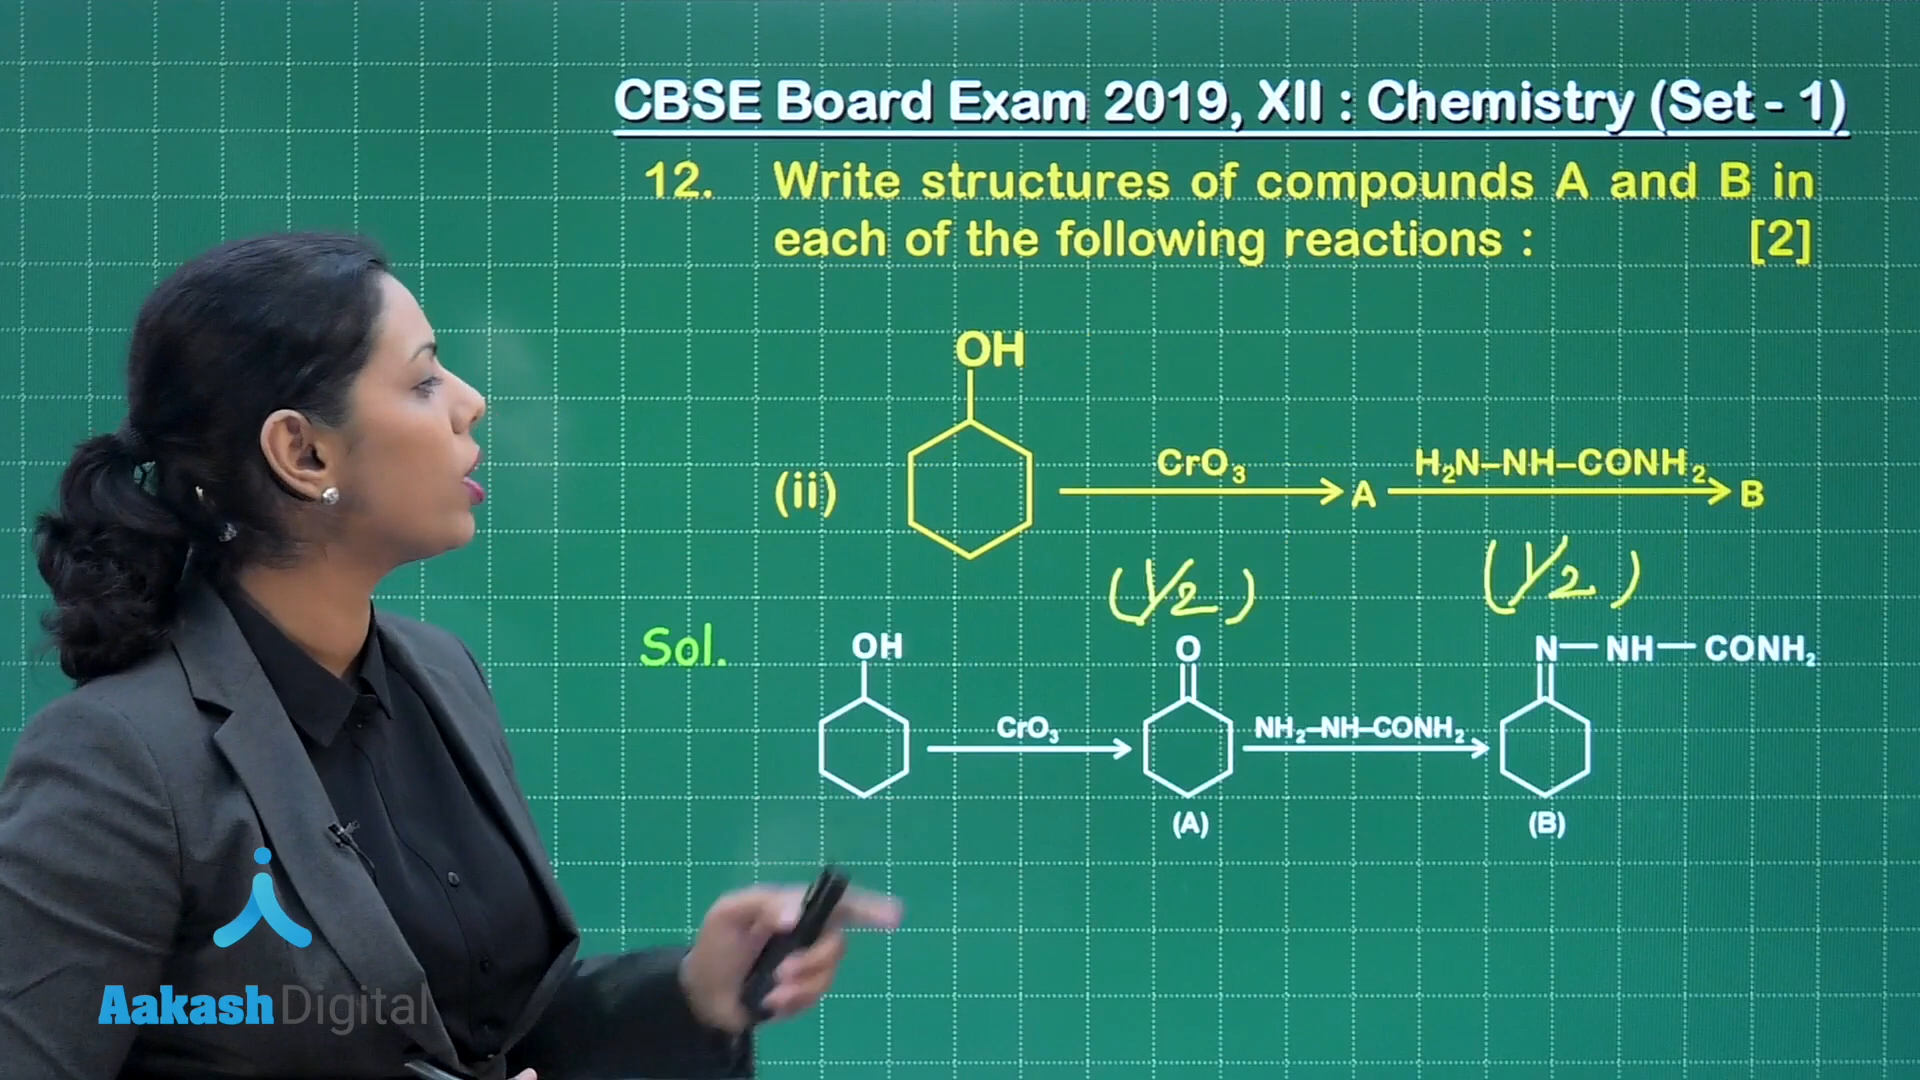 CBSE Board Exam 2019, XII : Chemistry (Set - 1)
12. Write structures of compounds A and B in
each of the following reactions : [2]
OH
(ii) CrO₃ A H₂N–NH–CONH₂ B
(1/2) (1/2)
Sol. OH O N — NH — CONH₂
CrO₃ NH₂–NH–CONH₂
(A) (B)
Aakash Digital